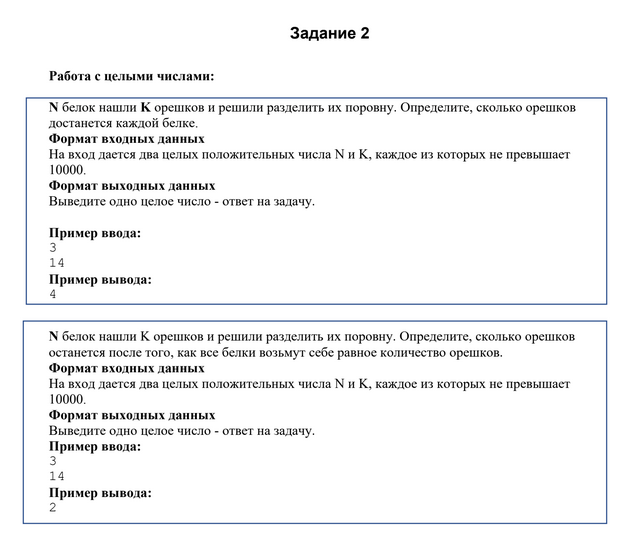 Задание 2
Работа с целыми числами:
N белок нашли K орешков и решили разделить их поровну. Определите, сколько орешков
достанется каждой белке.
Формат входных данных
На вход дается два целых положительных числа N и K, каждое из которых не превышает
10000.
Формат выходных данных
Выведите одно целое число - ответ на задачу.
Пример ввода:
3
14
Пример вывода:
4
N белок нашли K орешков и решили разделить их поровну. Определите, сколько орешков
останется после того, как все белки возьмут себе равное количество орешков.
Формат входных данных
На вход дается два целых положительных числа N и K, каждое из которых не превышает
10000.
Формат выходных данных
Выведите одно целое число - ответ на задачу.
Пример ввода:
3
14
Пример вывода:
2